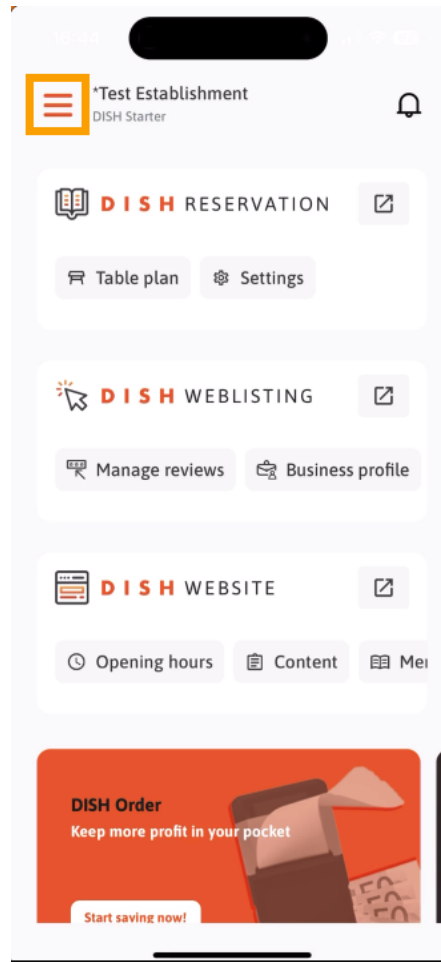 *Test Establishment
DISH Starter
DISH RESERVATION
Table plan Settings
DISH WEBLISTING
Manage reviews Business profile
DISH WEBSITE
Opening hours Content
DISH Order
Keep more profit in your pocket
Start saving now!